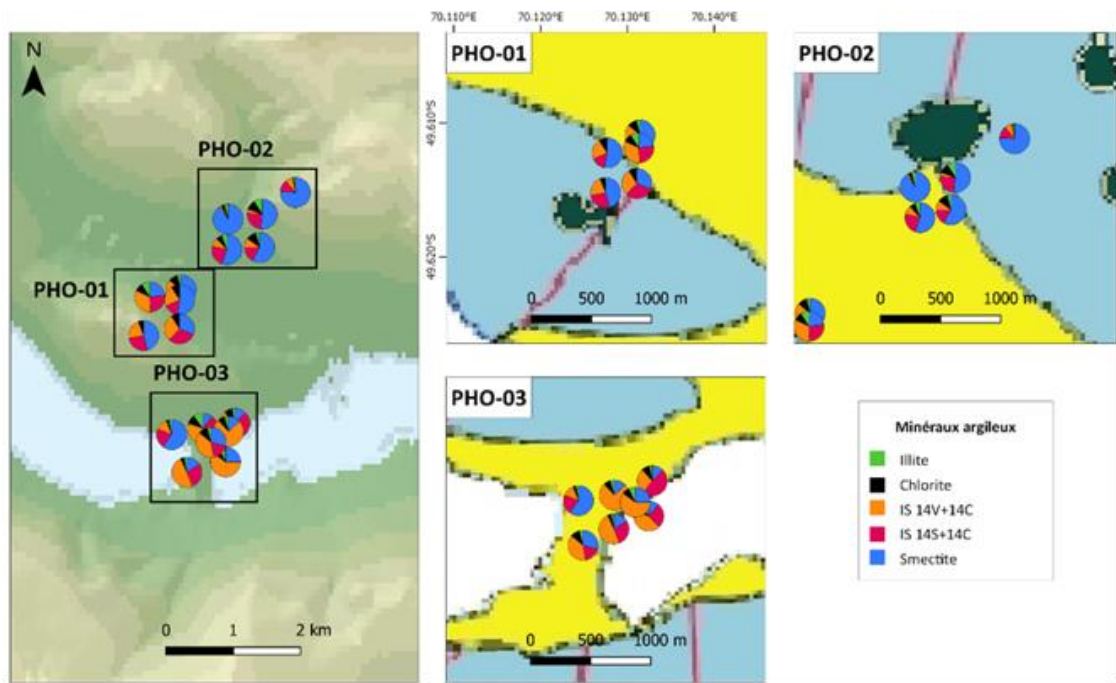 N
PHO-02
PHO-01
PHO-03
0 1 2 km
70.110°E 70.120°E 70.130°E 70.140°E
PHO-01
49.610°S
49.620°S
0 500 1000 m
PHO-02
0 500 1000 m
PHO-03
0 500 1000 m
Minéraux argileux
Illite
Chlorite
IS 14V+14C
IS 14S+14C
Smectite